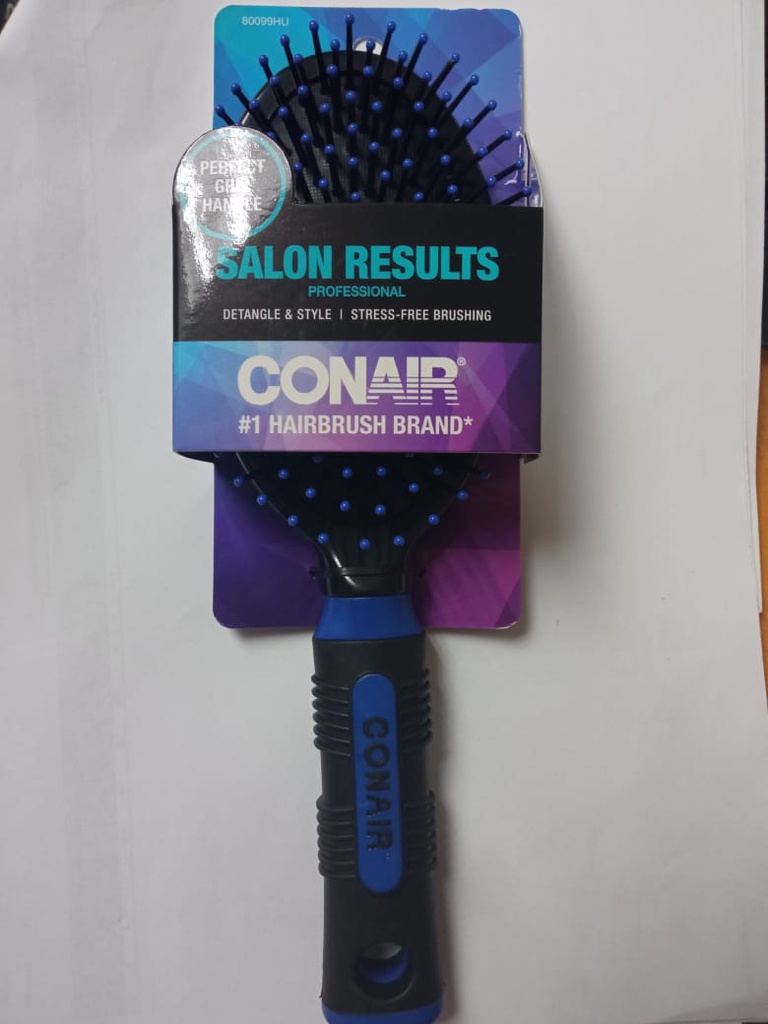 80099HU
PERFECT
GRIP
HANDLE
SALON RESULTS
PROFESSIONAL
DETANGLE & STYLE | STRESS-FREE BRUSHING
CONAIR®
#1 HAIRBRUSH BRAND*
CONAIR